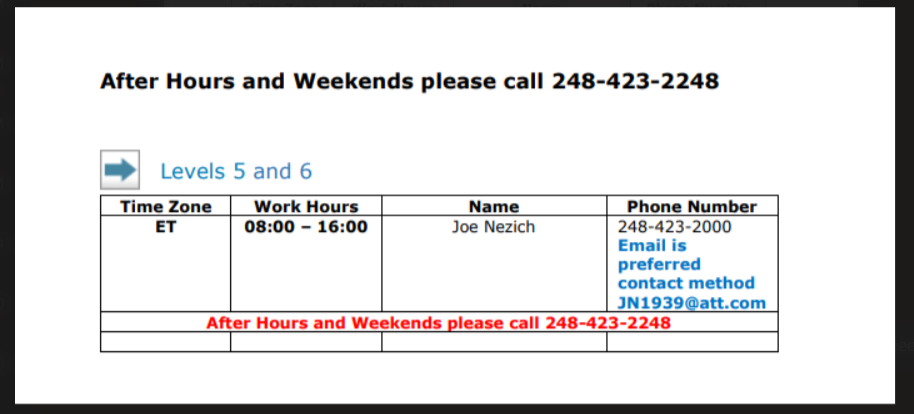 After Hours and Weekends please call 248-423-2248
Levels 5 and 6
Time Zone Work Hours Name Phone Number
ET 08:00 – 16:00 Joe Nezich 248-423-2000
Email is
preferred
contact method
JN1939@att.com
After Hours and Weekends please call 248-423-2248